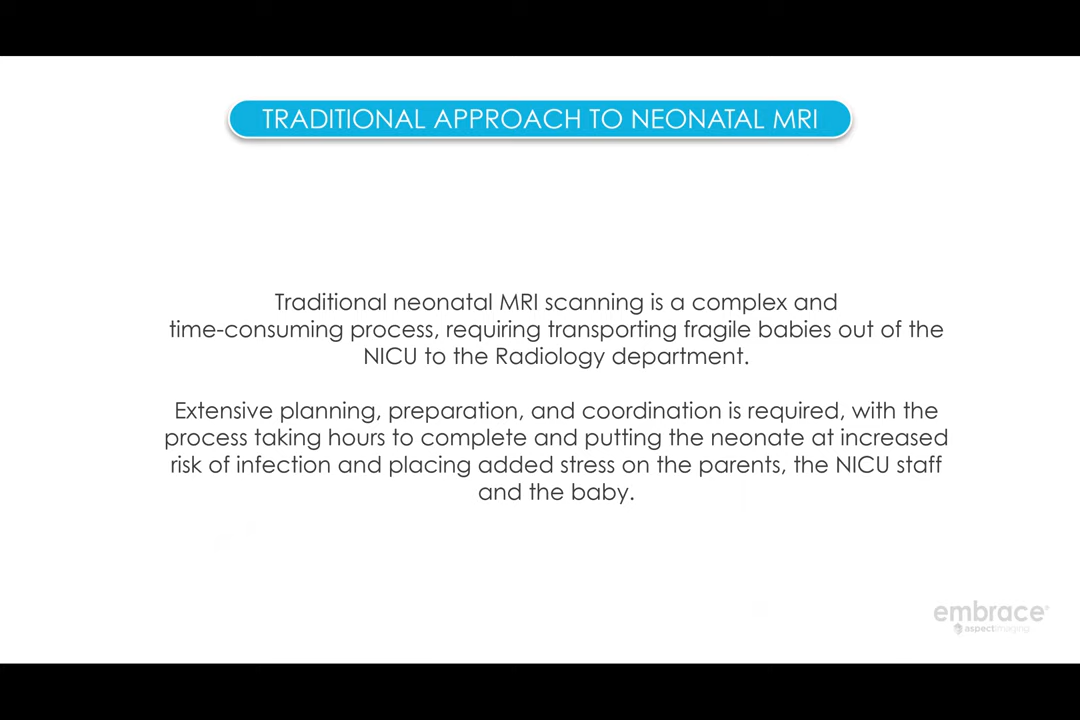 TRADITIONAL APPROACH TO NEONATAL MRI
Traditional neonatal MRI scanning is a complex and
time-consuming process, requiring transporting fragile babies out of the
NICU to the Radiology department.
Extensive planning, preparation, and coordination is required, with the
process taking hours to complete and putting the neonate at increased
risk of infection and placing added stress on the parents, the NICU staff
and the baby.
embrace®
aspectimaging